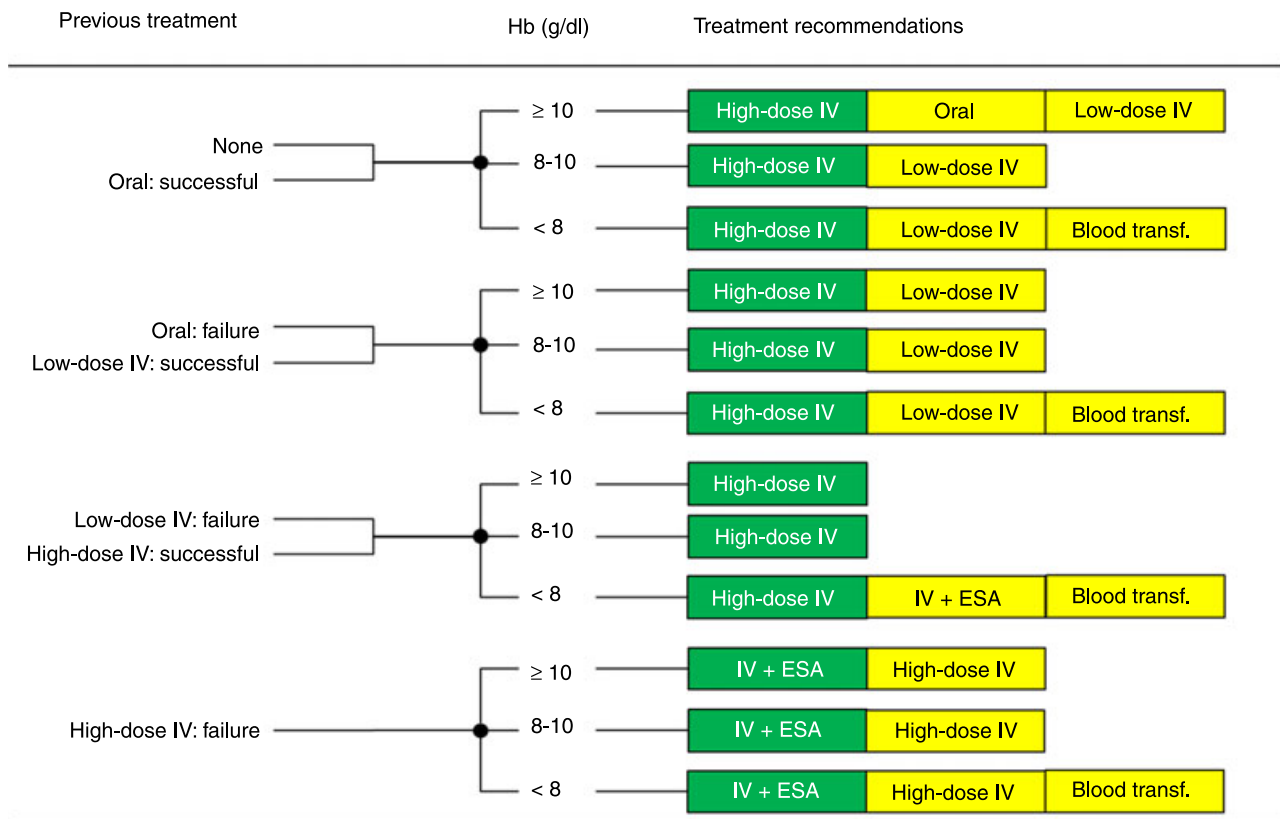 Previous treatment Hb (g/dl) Treatment recommendations
None
Oral: successful
≥ 10 High-dose IV Oral Low-dose IV
8-10 High-dose IV Low-dose IV
< 8 High-dose IV Low-dose IV Blood transf.
Oral: failure
Low-dose IV: successful
≥ 10 High-dose IV Low-dose IV
8-10 High-dose IV Low-dose IV
< 8 High-dose IV Low-dose IV Blood transf.
Low-dose IV: failure
High-dose IV: successful
≥ 10 High-dose IV
8-10 High-dose IV
< 8 High-dose IV IV + ESA Blood transf.
High-dose IV: failure
≥ 10 IV + ESA High-dose IV
8-10 IV + ESA High-dose IV
< 8 IV + ESA High-dose IV Blood transf.